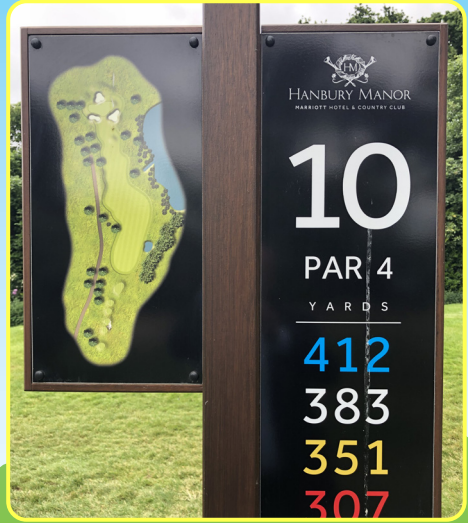 HM
HANBURY MANOR
MARRIOTT HOTEL & COUNTRY CLUB
10
PAR 4
YARDS
412
383
351
307